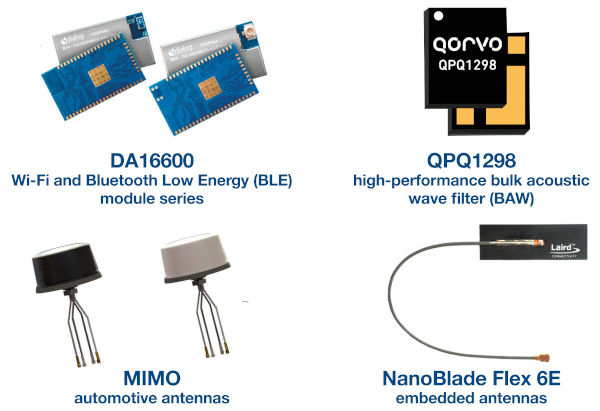 dialog
dialog
QORVO
QPQ1298
DA16600
Wi-Fi and Bluetooth Low Energy (BLE)
module series
QPQ1298
high-performance bulk acoustic
wave filter (BAW)
Laird™
CONNECTIVITY
MIMO
automotive antennas
NanoBlade Flex 6E
embedded antennas